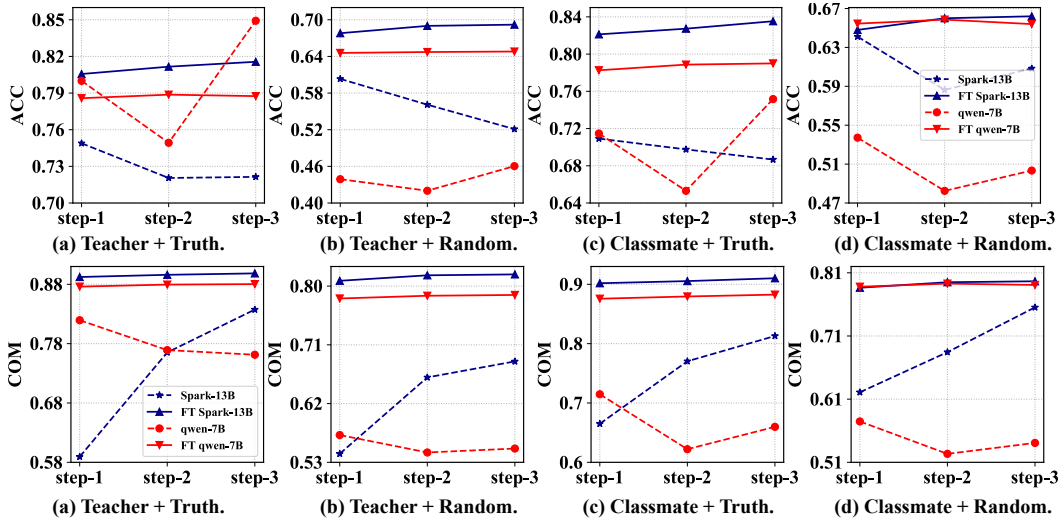 ACC
0.85
0.82
0.79
0.76
0.73
0.70
step-1 step-2 step-3
(a) Teacher + Truth.
ACC
0.70
0.64
0.58
0.52
0.46
0.40
step-1 step-2 step-3
(b) Teacher + Random.
ACC
0.84
0.80
0.76
0.72
0.68
0.64
step-1 step-2 step-3
(c) Classmate + Truth.
ACC
0.67
0.63
0.59
0.55
0.51
0.47
Spark-13B
FT Spark-13B
qwen-7B
FT qwen-7B
step-1 step-2 step-3
(d) Classmate + Random.
COM
0.88
0.78
0.68
0.58
Spark-13B
FT Spark-13B
qwen-7B
FT qwen-7B
step-1 step-2 step-3
(a) Teacher + Truth.
COM
0.80
0.71
0.62
0.53
step-1 step-2 step-3
(b) Teacher + Random.
COM
0.9
0.8
0.7
0.6
step-1 step-2 step-3
(c) Classmate + Truth.
COM
0.81
0.71
0.61
0.51
step-1 step-2 step-3
(d) Classmate + Random.